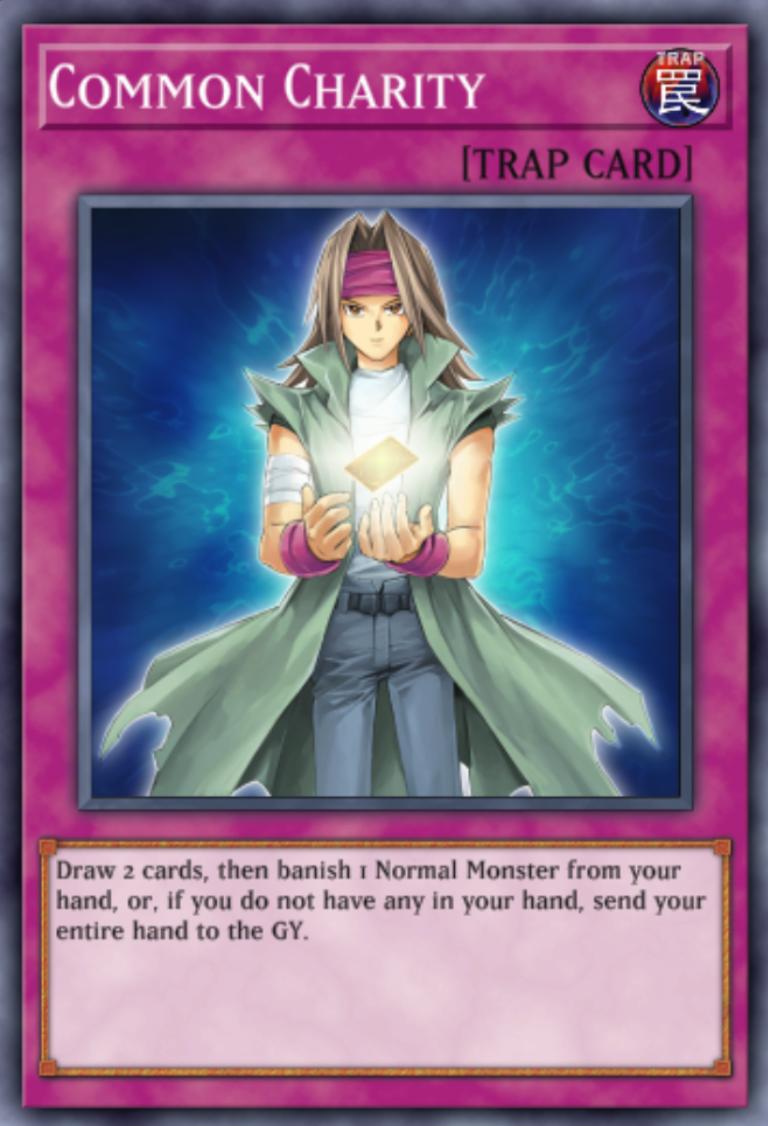 COMMON CHARITY
TRAP
罠
[TRAP CARD]
Draw 2 cards, then banish 1 Normal Monster from your
hand, or, if you do not have any in your hand, send your
entire hand to the GY.